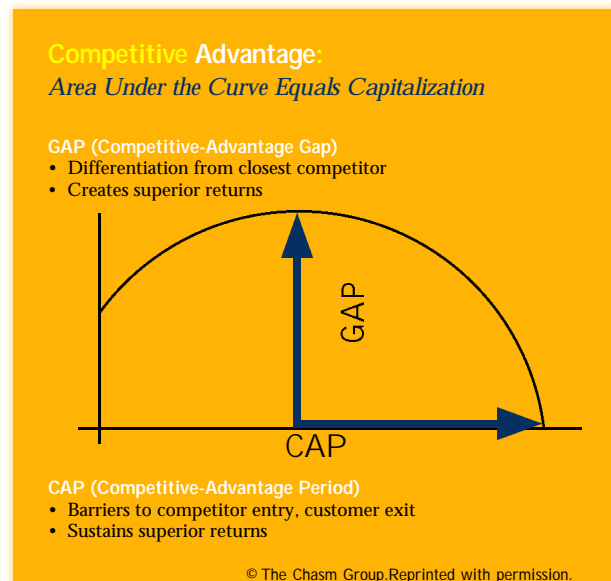 Competitive Advantage:
Area Under the Curve Equals Capitalization
GAP (Competitive-Advantage Gap)
• Differentiation from closest competitor
• Creates superior returns
GAP
CAP
CAP (Competitive-Advantage Period)
• Barriers to competitor entry, customer exit
• Sustains superior returns
© The Chasm Group.Reprinted with permission.